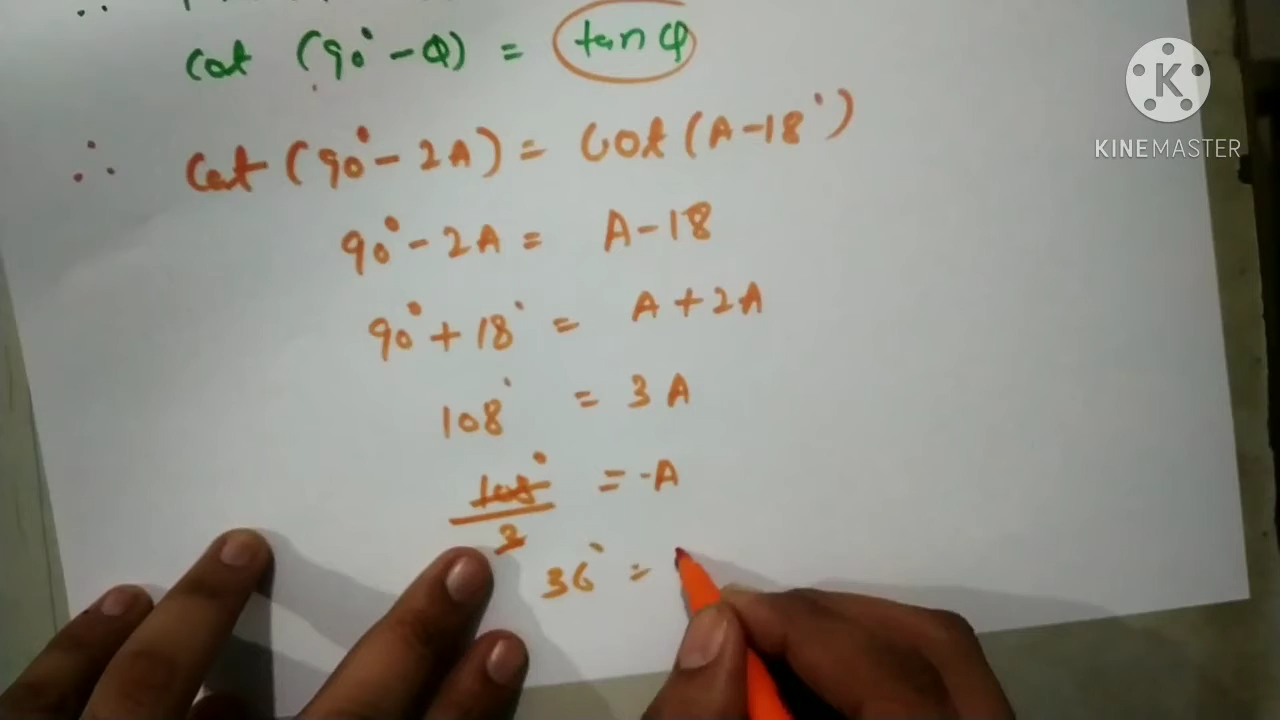 cot (90° - φ) = tan φ
∴ cot (90° - 2A) = cot (A - 18°)
90° - 2A = A - 18
90° + 18° = A + 2A
108° = 3A
108°/3 = A
36° =
K
KINEMASTER